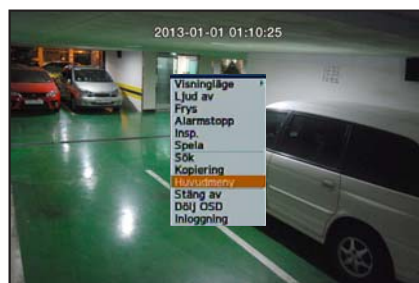 2013-01-01 01:10:25
Visningläge
Ljud av
Frys
Alarmstopp
Insp.
Spela
Sök
Kopiering
Huvudmeny
Stäng av
Dölj OSD
Inloggning